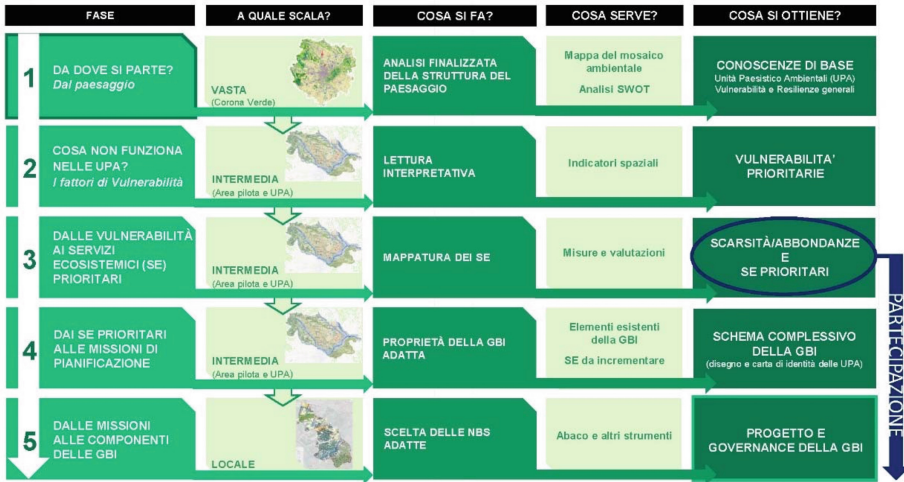 FASE
A QUALE SCALA?
COSA SI FA?
COSA SERVE?
COSA SI OTTIENE?
1
DA DOVE SI PARTE?
Dal paesaggio
VASTA
(Corona Verde)
ANALISI FINALIZZATA
DELLA STRUTTURA DEL
PAESAGGIO
Mappa del mosaico
ambientale
Analisi SWOT
CONOSCENZE DI BASE
Unità Paesistico Ambientali (UPA)
Vulnerabilità e Resilienze generali
2
COSA NON FUNZIONA
NELLE UPA?
I fattori di Vulnerabilità
INTERMEDIA
(Area pilota e UPA)
LETTURA
INTERPRETATIVA
Indicatori spaziali
VULNERABILITA'
PRIORITARIE
3
DALLE VULNERABILITÀ
AI SERVIZI
ECOSISTEMICI (SE)
PRIORITARI
INTERMEDIA
(Area pilota e UPA)
MAPPATURA DEI SE
Misure e valutazioni
SCARSITÀ/ABBONDANZE
E
SE PRIORITARI
4
DAI SE PRIORITARI
ALLE MISSIONI DI
PIANIFICAZIONE
INTERMEDIA
(Area pilota e UPA)
PROPRIETÀ DELLA GBI
ADATTA
Elementi esistenti
della GBI
SE da incrementare
SCHEMA COMPLESSIVO
DELLA GBI
(disegno e carta di identità delle UPA)
5
DALLE MISSIONI
ALLE COMPONENTI
DELLE GBI
LOCALE
SCELTA DELLE NBS
ADATTE
Abaco e altri strumenti
PROGETTO E
GOVERNANCE DELLA GBI
PARTECIPAZIONE